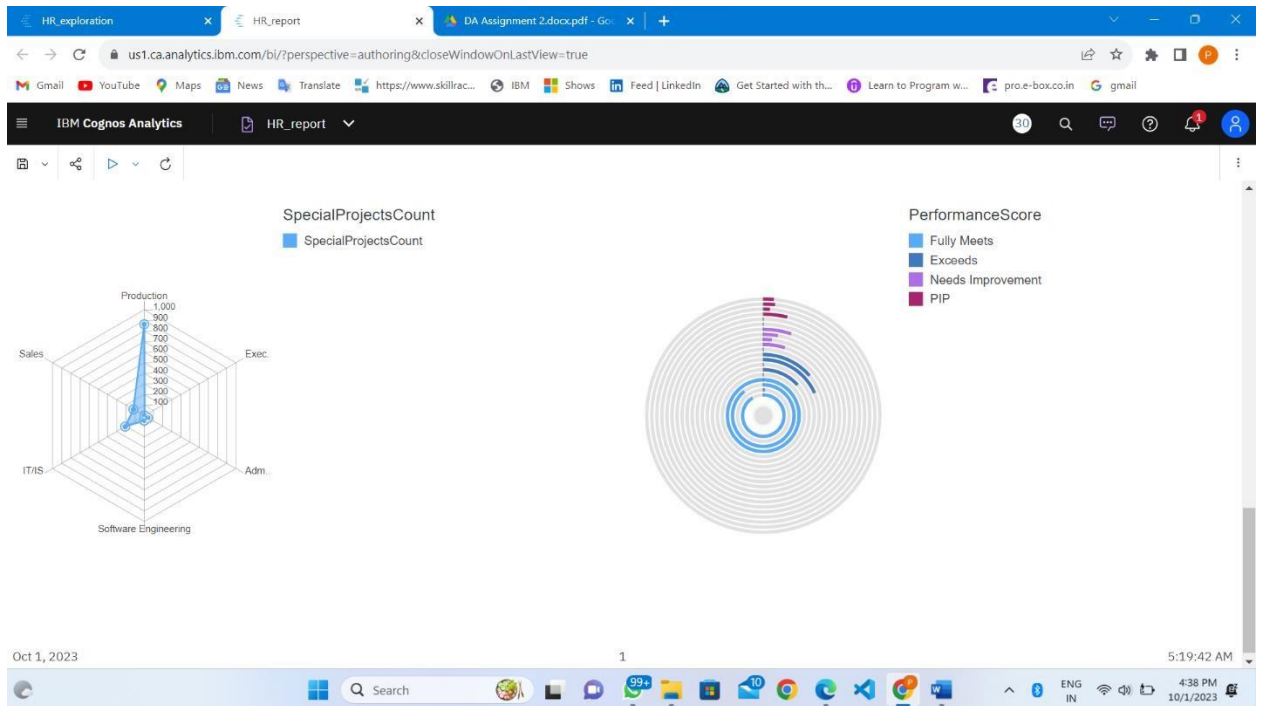 HR_exploration
HR_report
DA Assignment 2.docx.pdf - Goo
us1.ca.analytics.ibm.com/bi/?perspective=authoring&closeWindowOnLastView=true
P
Gmail YouTube Maps News Translate https://www.skillrac... IBM Shows Feed | LinkedIn Get Started with th... Learn to Program w... pro.e-box.co.in gmail
IBM Cognos Analytics HR_report 30 1
SpecialProjectsCount
SpecialProjectsCount
Production
1,000
900
800
700
600
500
400
300
200
100
Sales
Exec.
IT/IS
Adm..
Software Engineering
PerformanceScore
Fully Meets
Exceeds
Needs Improvement
PIP
Oct 1, 2023 1 5:19:42 AM
Search 99+ 10 ENG IN 4:38 PM 10/1/2023